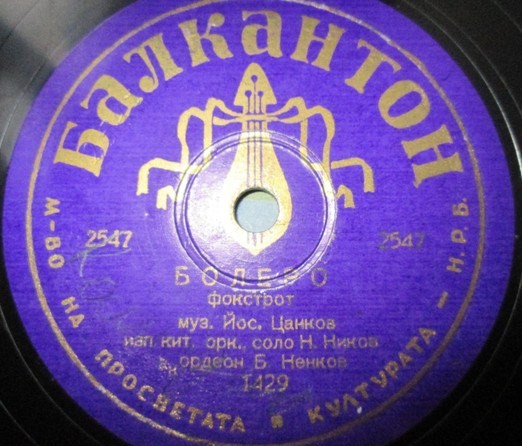 БАЛКАНТОН
2547 2547
БОЛЕРО
фокстрот
муз. Йос. Цанков
изп кит. орк., соло Н. Ников
акордеон Б. Ненков
1429
М-ВО НА ПРОСВЕТАТА И КУЛТУРАТА – Н.Р.Б.